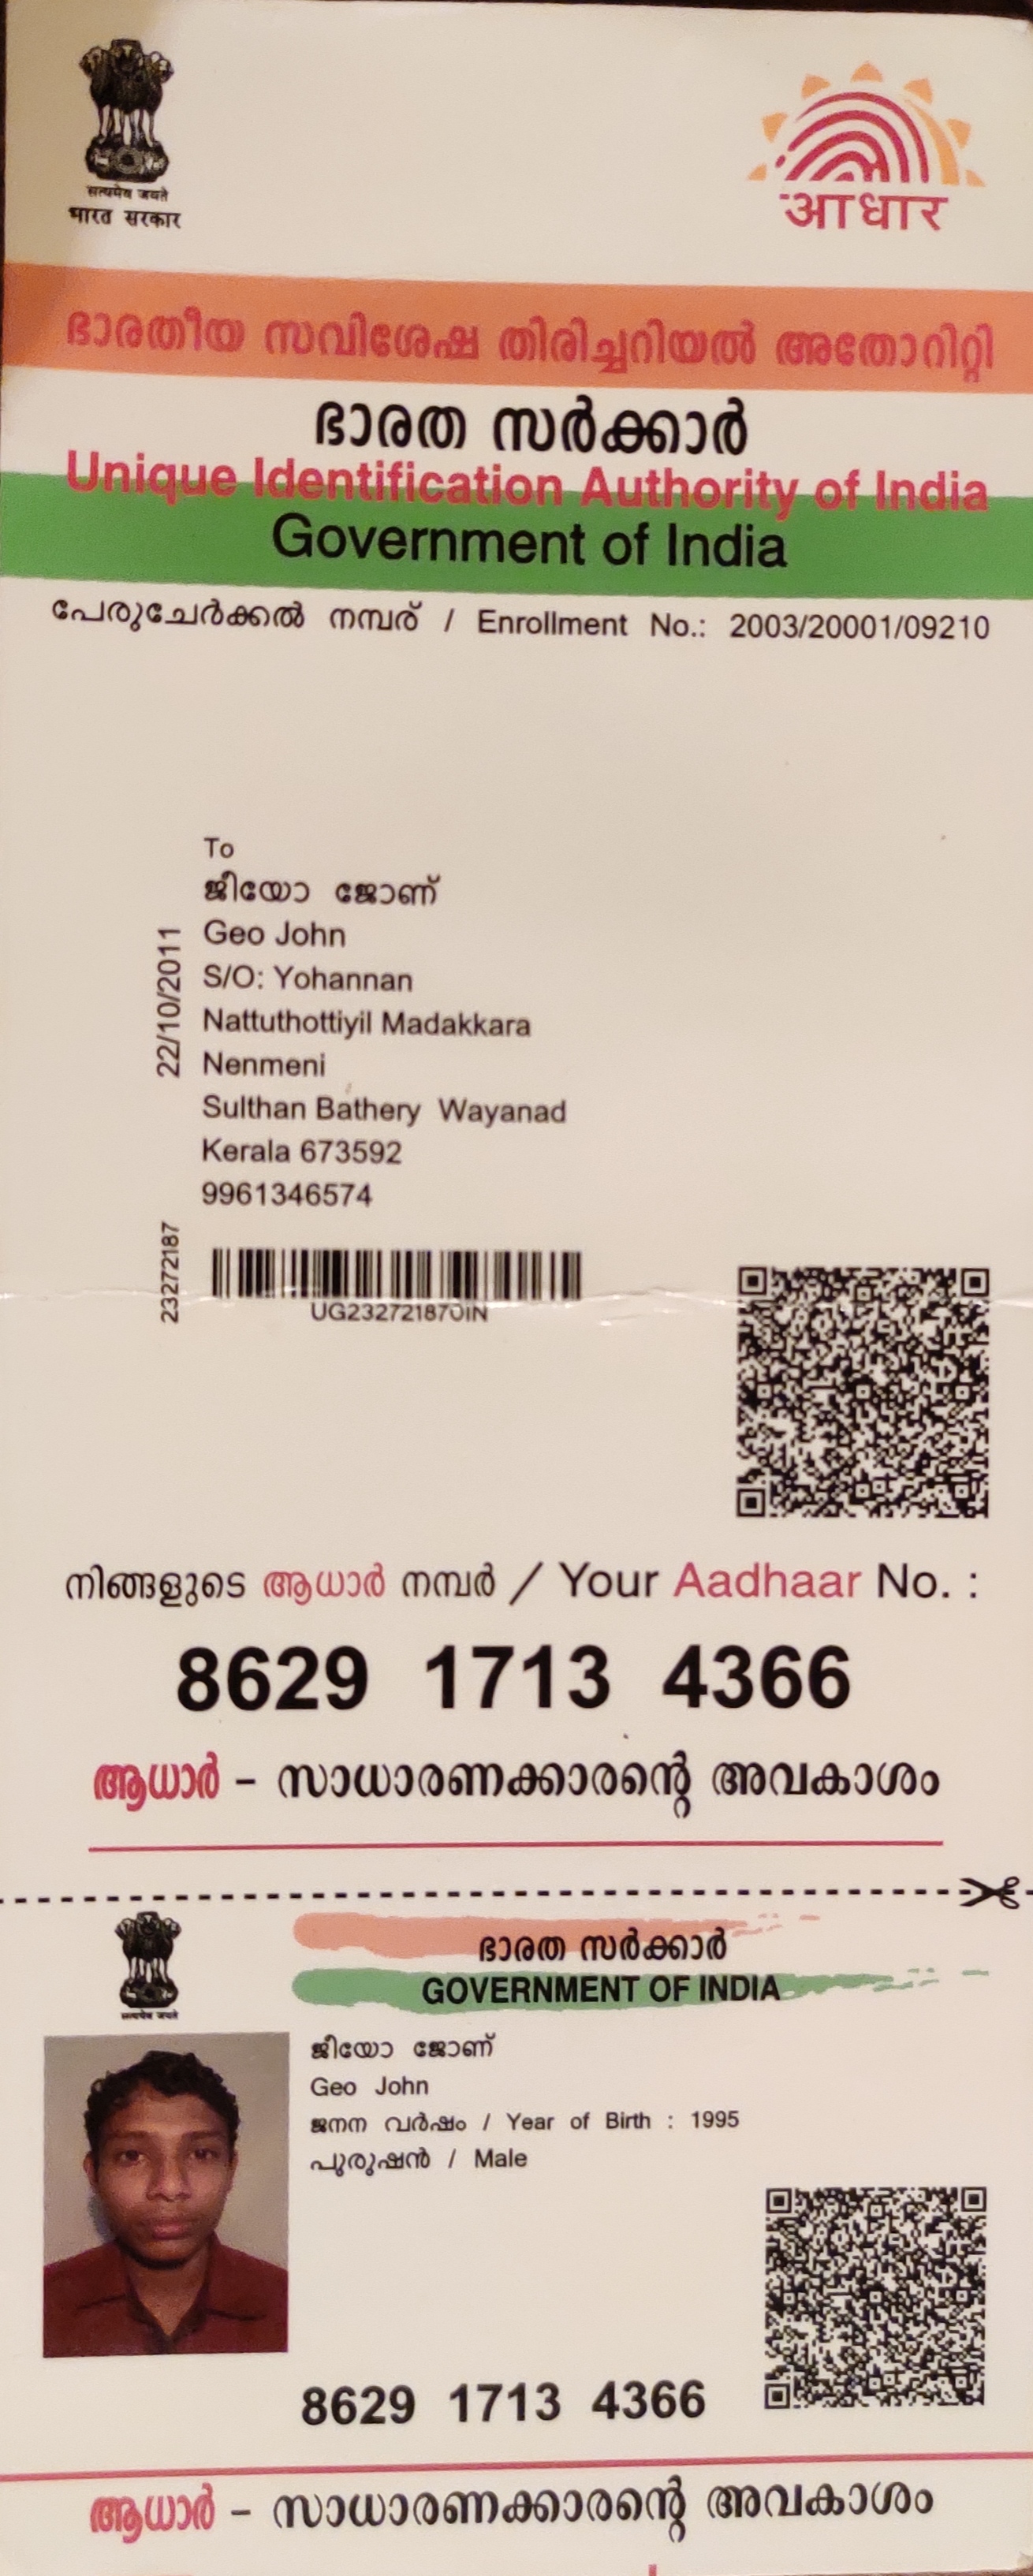 सत्यमेव जयते
भारत सरकार
आधार
ഭാരതീയ സവിശേഷ തിരിച്ചറിയൽ അതോറിറ്റി
ഭാരത സർക്കാർ
Unique Identification Authority of India
Government of India
പേരുചേർക്കൽ നമ്പര് / Enrollment No.: 2003/20001/09210
To
ജീയോ ജോണ്
Geo John
S/O: Yohannan
Nattuthottiyil Madakkara
Nenmeni
Sulthan Bathery Wayanad
Kerala 673592
9961346574
22/10/2011
23272187
UG232721870IN
നിങ്ങളുടെ ആധാർ നമ്പർ / Your Aadhaar No. :
8629 1713 4366
ആധാർ - സാധാരണക്കാരന്റെ അവകാശം
सत्यमेव जयते
ഭാരത സർക്കാർ
GOVERNMENT OF INDIA
ജീയോ ജോണ്
Geo John
ജനന വർഷം / Year of Birth : 1995
പുരുഷൻ / Male
8629 1713 4366
ആധാർ - സാധാരണക്കാരന്റെ അവകാശം